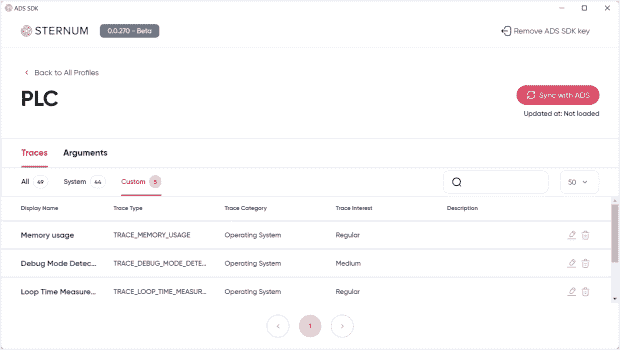 ADS SDK
STERNUM 0.0.270 - Beta Remove ADS SDK key
Back to All Profiles
PLC
Sync with ADS
Updated at: Not loaded
Traces Arguments
All 49 System 44 Custom 5 50
Display Name Trace Type Trace Category Trace Interest Description
Memory usage TRACE_MEMORY_USAGE Operating System Regular
Debug Mode Detec... TRACE_DEBUG_MODE_DETE... Operating System Medium
Loop Time Measure... TRACE_LOOP_TIME_MEASUR... Operating System Regular
1